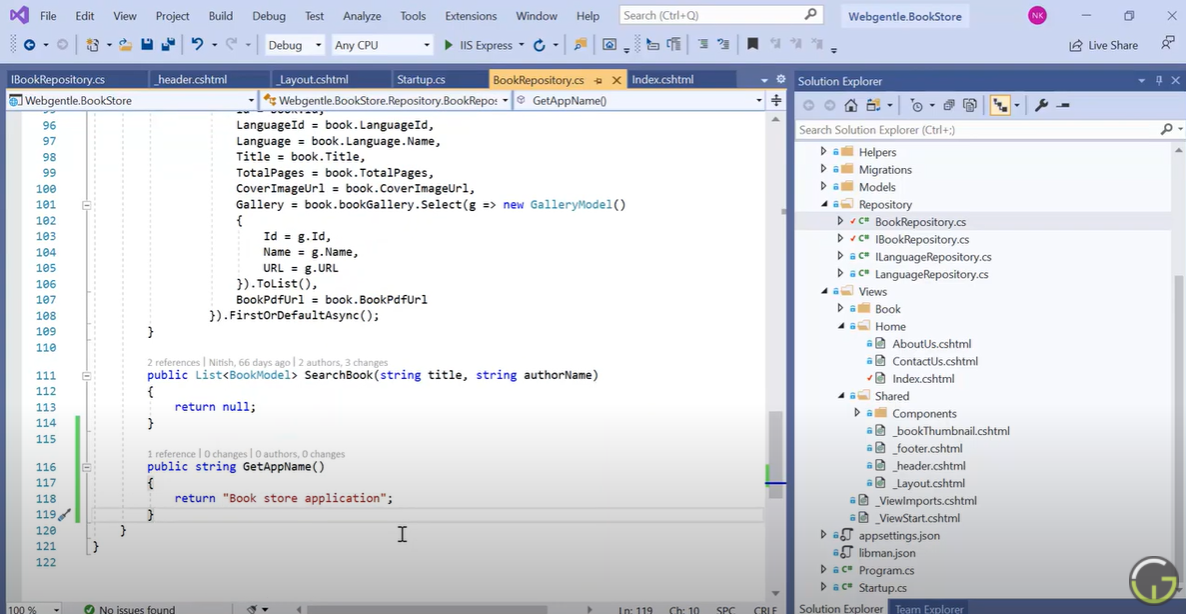 File Edit View Project Build Debug Test Analyze Tools Extensions Window Help Search (Ctrl+Q) Webgentle.BookStore NK
Debug Any CPU IIS Express Live Share
IBookRepository.cs _header.cshtml _Layout.cshtml Startup.cs BookRepository.cs Index.cshtml
Webgentle.BookStore Webgentle.BookStore.Repository.BookRepos GetAppName()
96 LanguageId = book.LanguageId,
97 Language = book.Language.Name,
98 Title = book.Title,
99 TotalPages = book.TotalPages,
100 CoverImageUrl = book.CoverImageUrl,
101 Gallery = book.bookGallery.Select(g => new GalleryModel()
102 {
103 Id = g.Id,
104 Name = g.Name,
105 URL = g.URL
106 }).ToList(),
107 BookPdfUrl = book.BookPdfUrl
108 }).FirstOrDefaultAsync();
109 }
110
2 references | Nitish, 66 days ago | 2 authors, 3 changes
111 public List<BookModel> SearchBook(string title, string authorName)
112 {
113 return null;
114 }
115
1 reference | 0 changes | 0 authors, 0 changes
116 public string GetAppName()
117 {
118 return "Book store application";
119 }
120 }
121 }
122
100 % No issues found Ln: 119 Ch: 10 SPC CRLF
Solution Explorer
Search Solution Explorer (Ctrl+;)
Helpers
Migrations
Models
Repository
BookRepository.cs
IBookRepository.cs
ILanguageRepository.cs
LanguageRepository.cs
Views
Book
Home
AboutUs.cshtml
ContactUs.cshtml
Index.cshtml
Shared
Components
_bookThumbnail.cshtml
_footer.cshtml
_header.cshtml
_Layout.cshtml
_ViewImports.cshtml
_ViewStart.cshtml
appsettings.json
libman.json
Program.cs
Startup.cs
Solution Explorer Team Explorer